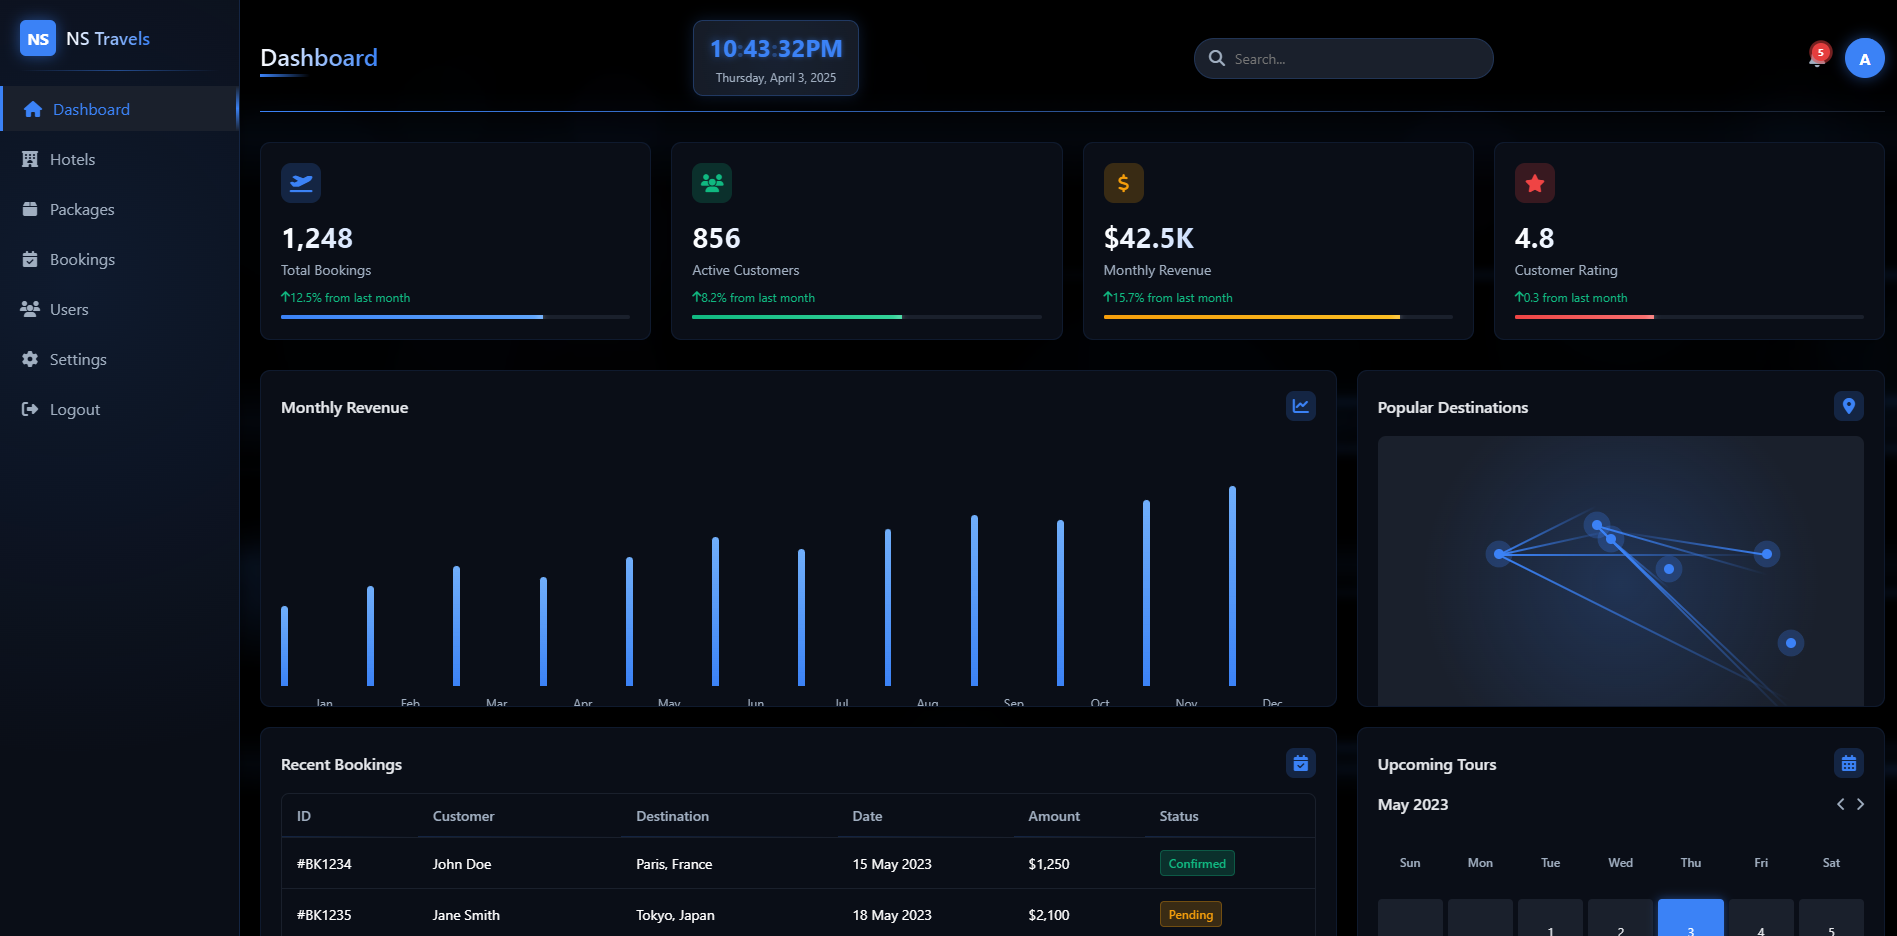 NS NS Travels
Dashboard
Hotels
Packages
Bookings
Users
Settings
Logout
Dashboard
10:43:32PM
Thursday, April 3, 2025
Search...
5
A
1,248
Total Bookings
12.5% from last month
856
Active Customers
8.2% from last month
$
$42.5K
Monthly Revenue
15.7% from last month
4.8
Customer Rating
0.3 from last month
Monthly Revenue
Jan Feb Mar Apr May Jun Jul Aug Sep Oct Nov Dec
Popular Destinations
Recent Bookings
ID Customer Destination Date Amount Status
#BK1234 John Doe Paris, France 15 May 2023 $1,250 Confirmed
#BK1235 Jane Smith Tokyo, Japan 18 May 2023 $2,100 Pending
Upcoming Tours
May 2023
Sun Mon Tue Wed Thu Fri Sat
1 2 3 4 5